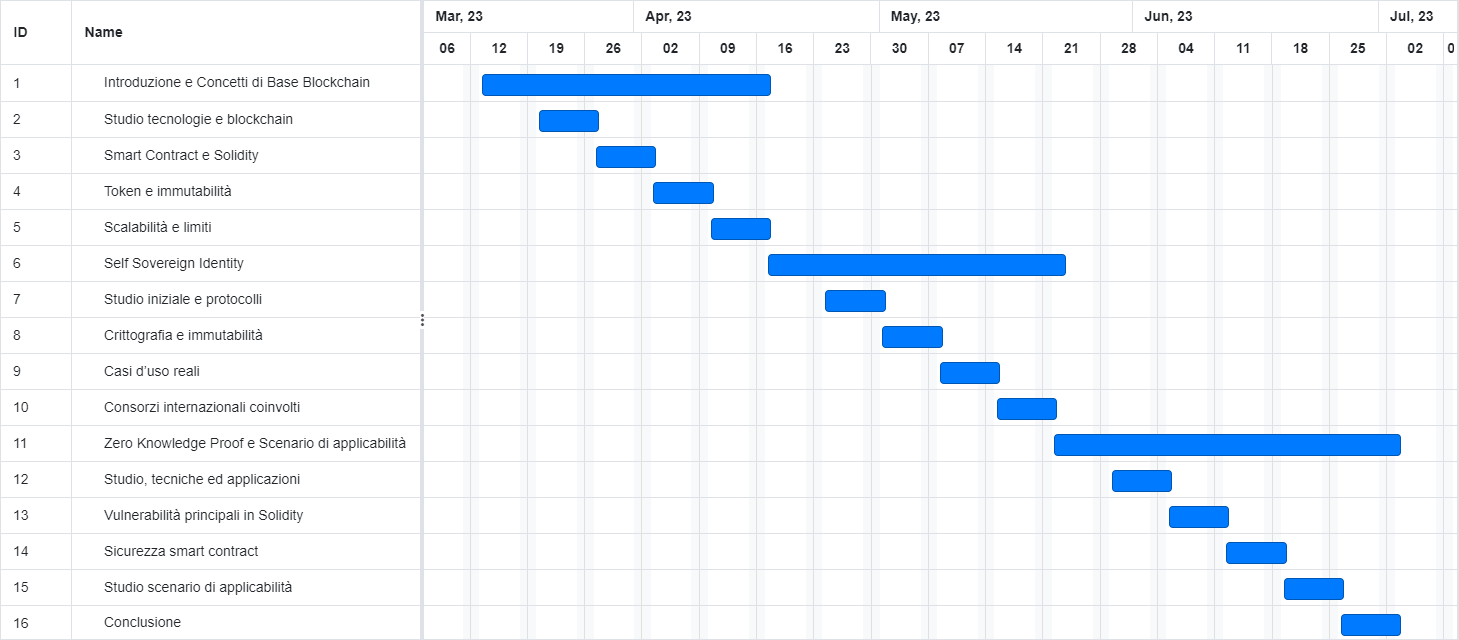 ID Name Mar, 23 Apr, 23 May, 23 Jun, 23 Jul, 23
06 12 19 26 02 09 16 23 30 07 14 21 28 04 11 18 25 02 0
1 Introduzione e Concetti di Base Blockchain
2 Studio tecnologie e blockchain
3 Smart Contract e Solidity
4 Token e immutabilità
5 Scalabilità e limiti
6 Self Sovereign Identity
7 Studio iniziale e protocolli
8 Crittografia e immutabilità
9 Casi d’uso reali
10 Consorzi internazionali coinvolti
11 Zero Knowledge Proof e Scenario di applicabilità
12 Studio, tecniche ed applicazioni
13 Vulnerabilità principali in Solidity
14 Sicurezza smart contract
15 Studio scenario di applicabilità
16 Conclusione